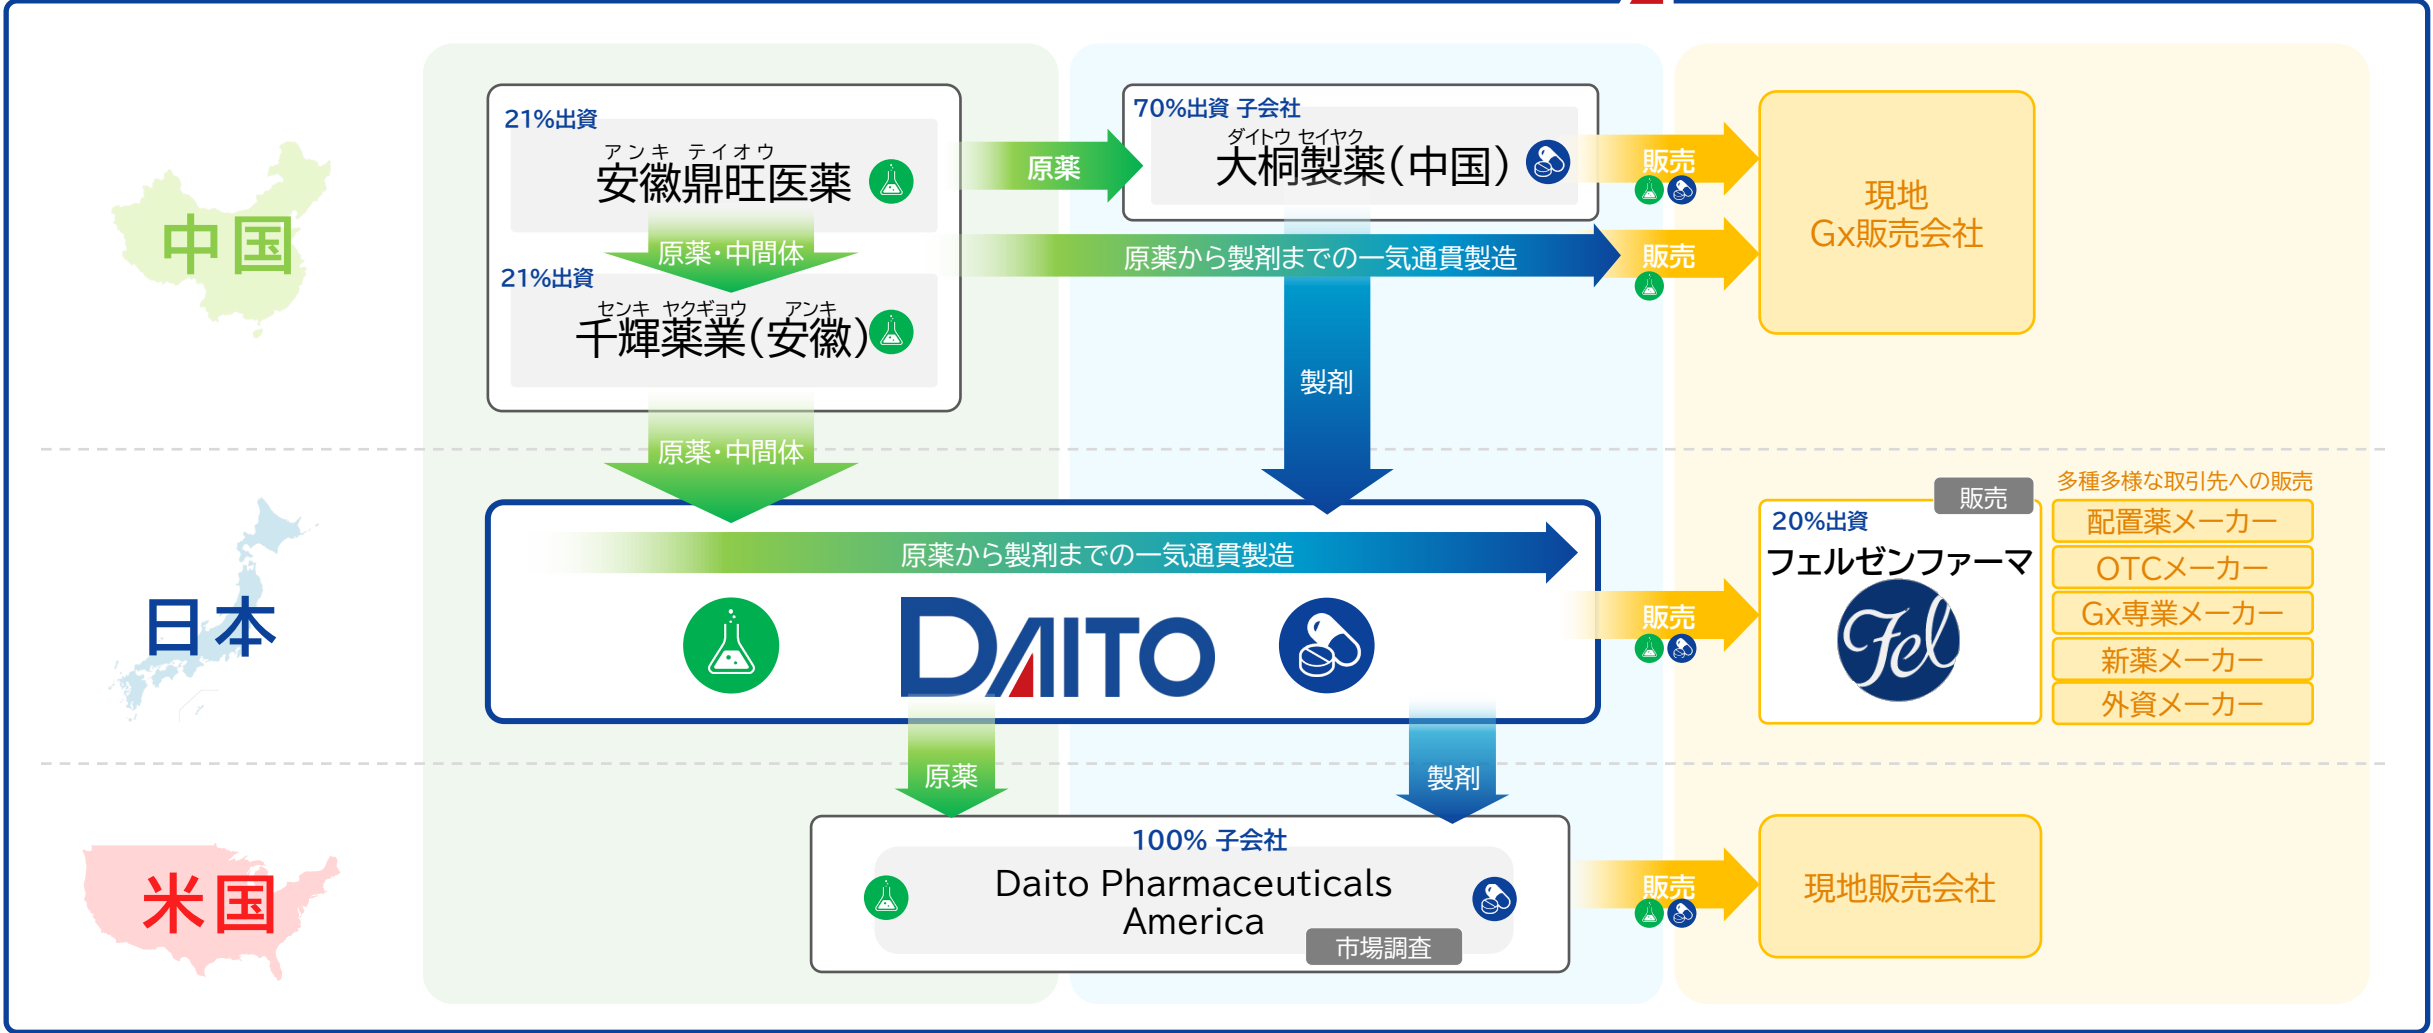 中国
21%出資
アンキ テイオウ
安徽鼎旺医薬
原薬・中間体
21%出資
センキ ヤクギョウ アンキ
千輝薬業(安徽)
原薬
70%出資 子会社
ダイトウ セイヤク
大桐製薬(中国)
販売
原薬から製剤までの一気通貫製造
販売
現地
Gx販売会社
原薬・中間体
製剤
日本
原薬から製剤までの一気通貫製造
DAITO
販売
販売
20%出資
フェルゼンファーマ
Fel
多種多様な取引先への販売
配置薬メーカー
OTCメーカー
Gx専業メーカー
新薬メーカー
外資メーカー
原薬
製剤
米国
100% 子会社
Daito Pharmaceuticals
America
市場調査
販売
現地販売会社